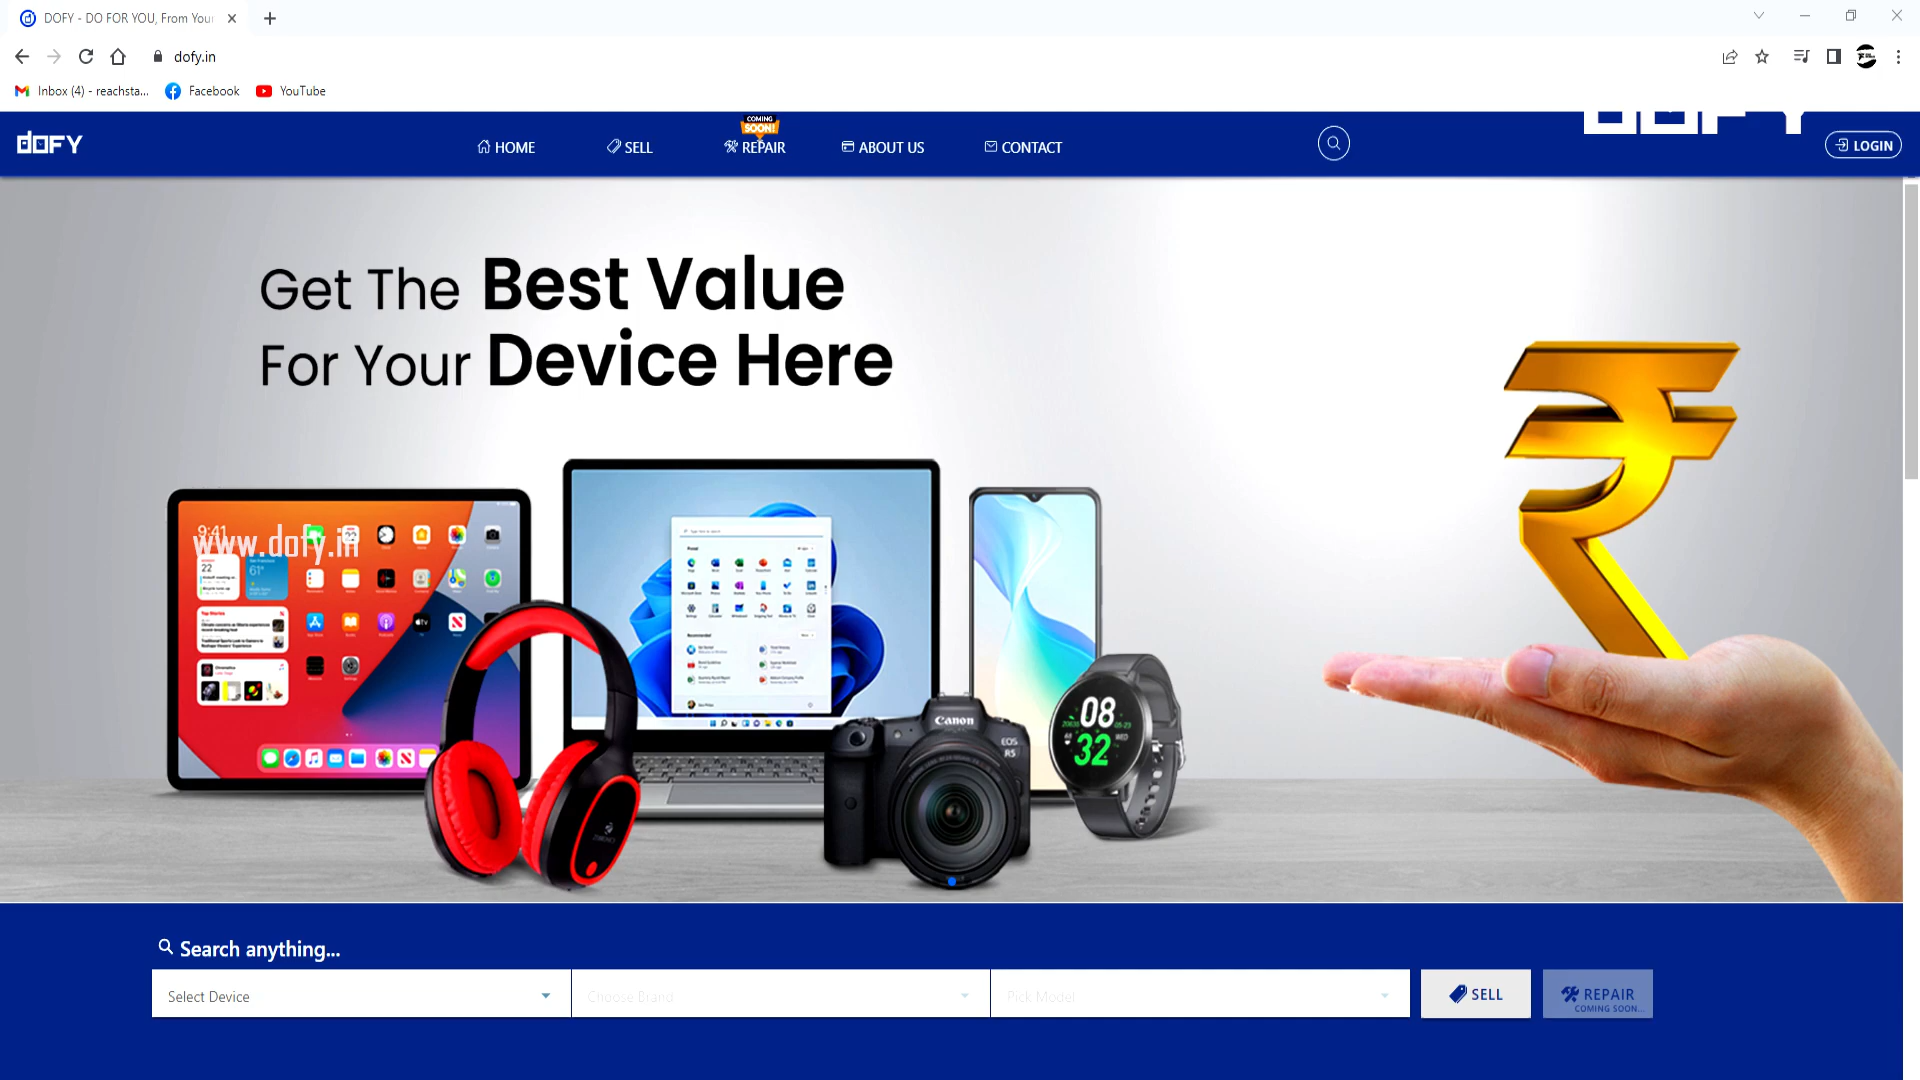 DOFY - DO FOR YOU, From Your
dofy.in
Inbox (4) - reachsta...
Facebook
YouTube
dOFY
HOME
SELL
COMING
SOON!
REPAIR
ABOUT US
CONTACT
LOGIN
Get The Best Value
For Your Device Here
9:41
www.dofy.in
22
61°
Canon
EOS
R5
08
32
Search anything...
Select Device
Choose Brand
Pick Model
SELL
REPAIR
COMING SOON...